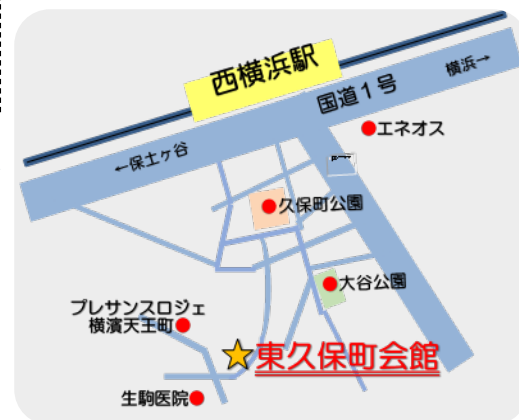 西横浜駅
国道1号
横浜→
←保土ヶ谷
エネオス
久保町公園
大谷公園
プレサンスロジェ
横濱天王町
東久保町会館
生駒医院